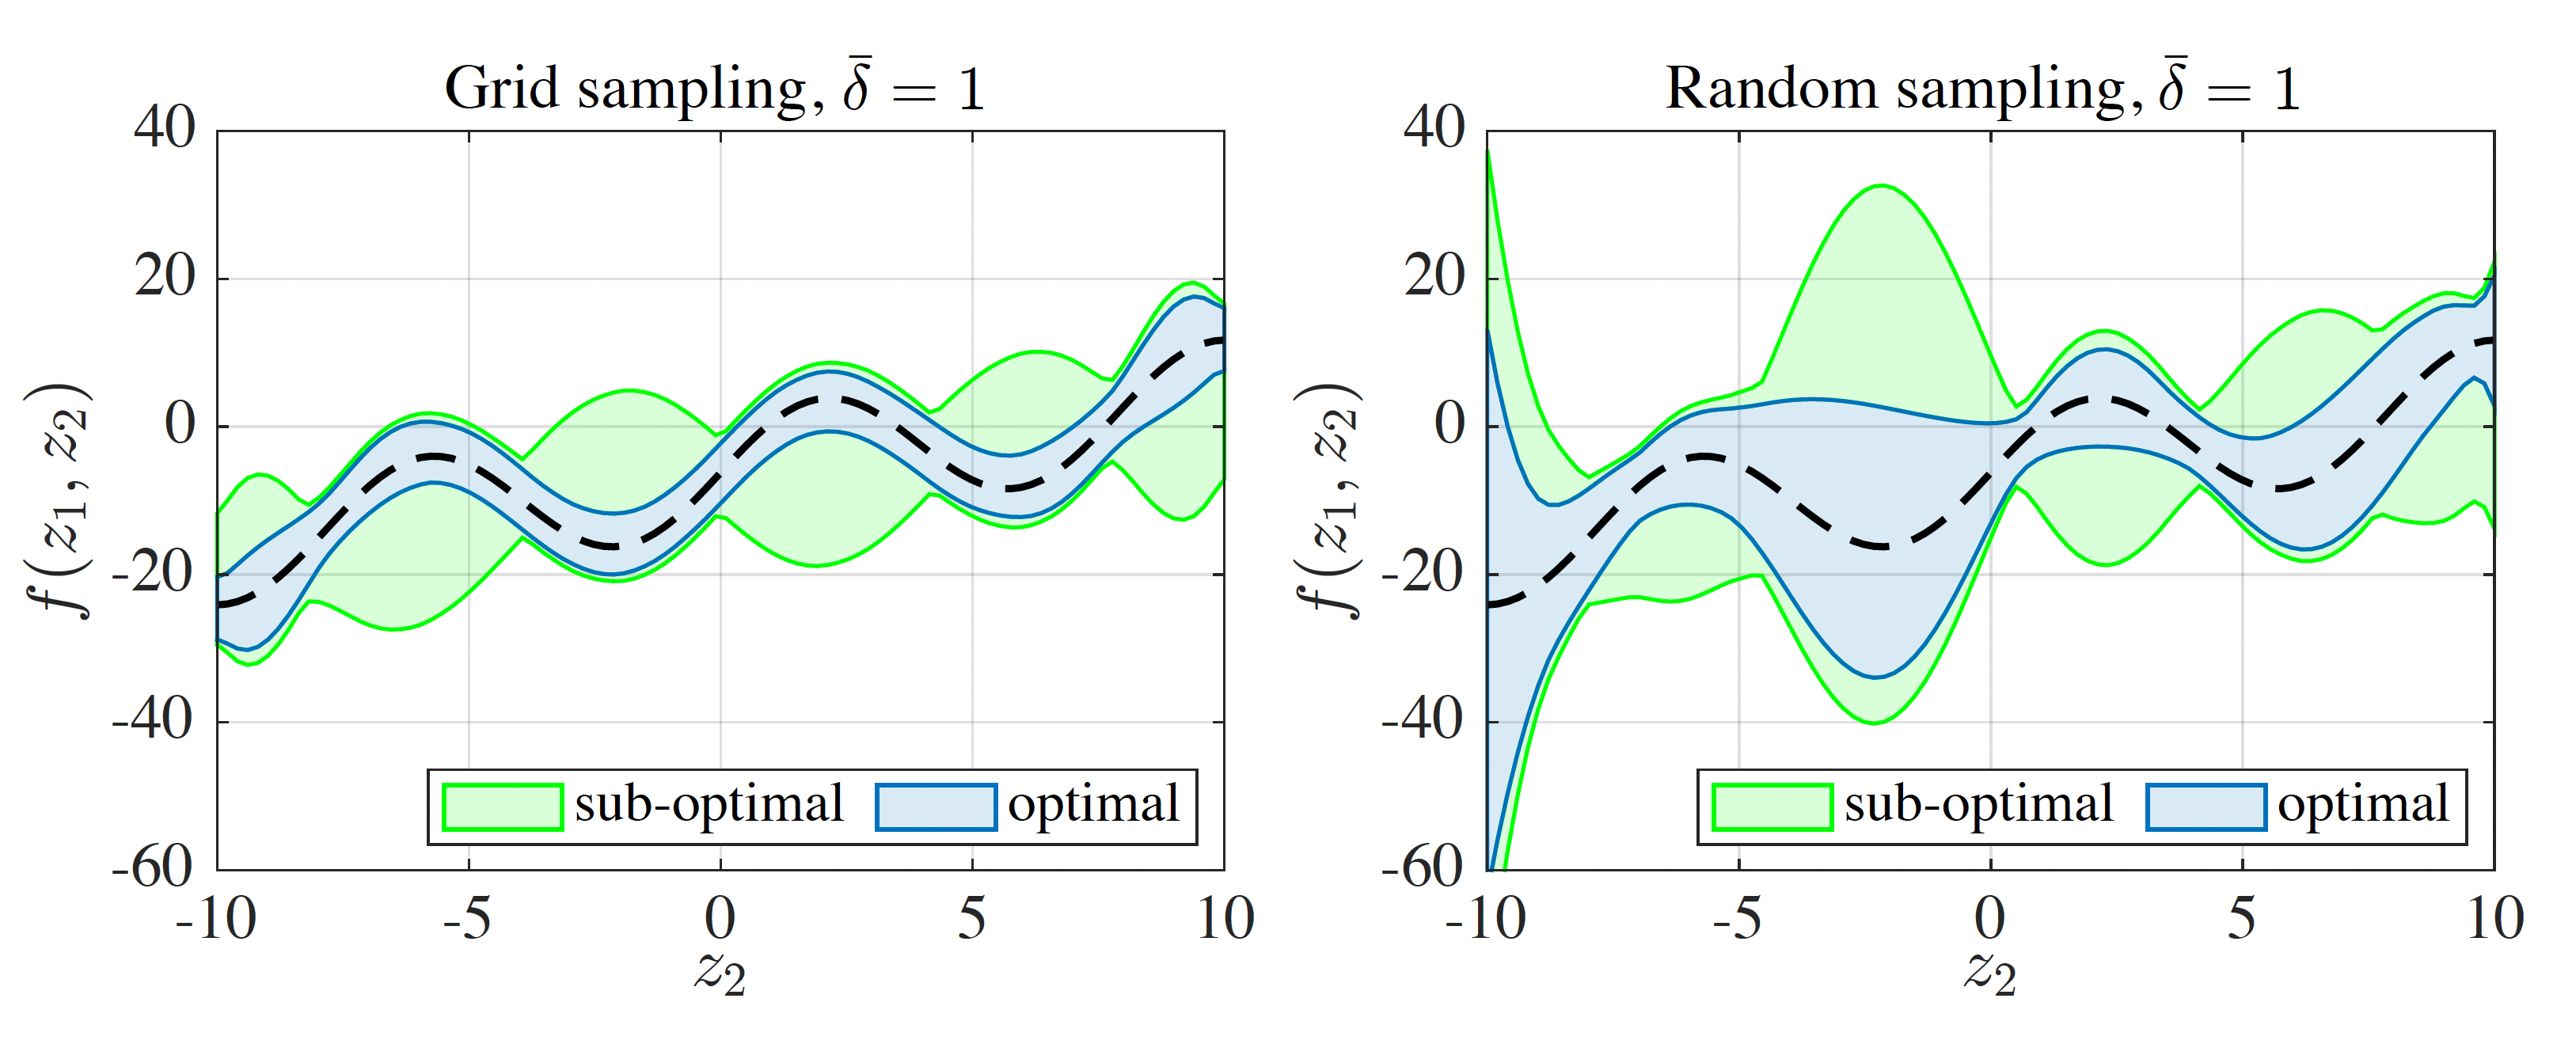 Grid sampling, δ̄ = 1
40
20
0
-20
-40
-60
f(z₁, z₂)
-10 -5 0 5 10
z₂
sub-optimal optimal
Random sampling, δ̄ = 1
40
20
0
-20
-40
-60
f(z₁, z₂)
-10 -5 0 5 10
z₂
sub-optimal optimal